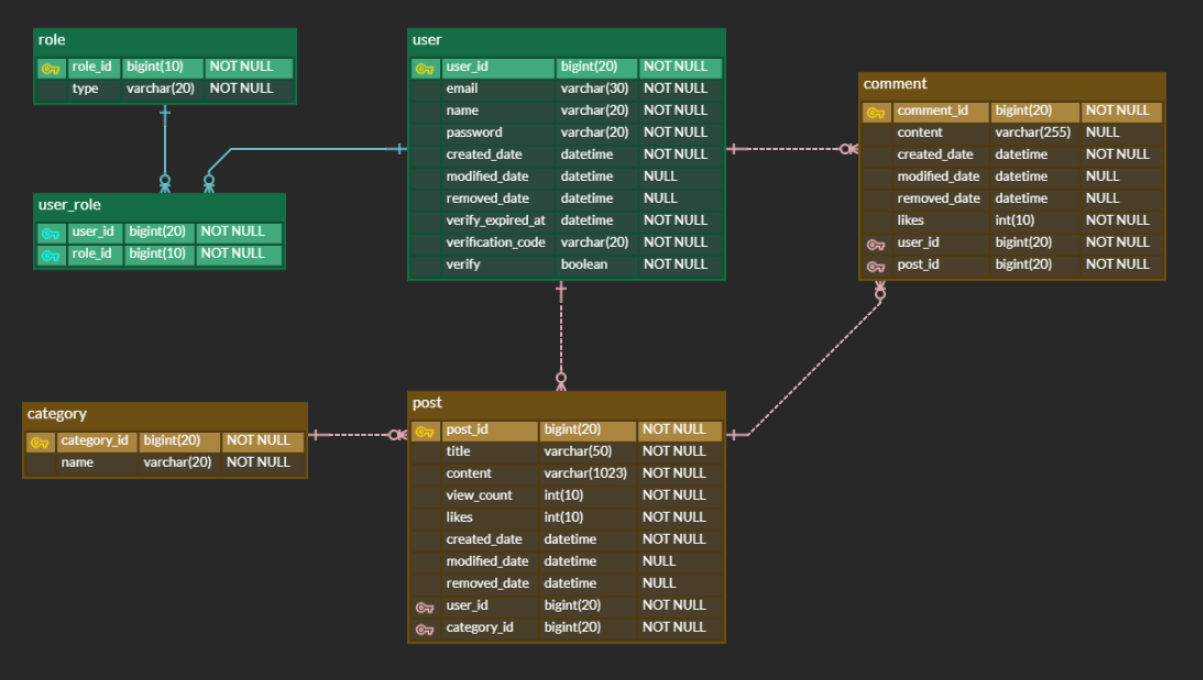 role
role_id bigint(10) NOT NULL
type varchar(20) NOT NULL
user
user_id bigint(20) NOT NULL
email varchar(30) NOT NULL
name varchar(20) NOT NULL
password varchar(20) NOT NULL
created_date datetime NOT NULL
modified_date datetime NULL
removed_date datetime NULL
verify_expired_at datetime NOT NULL
verification_code varchar(20) NOT NULL
verify boolean NOT NULL
comment
comment_id bigint(20) NOT NULL
content varchar(255) NULL
created_date datetime NOT NULL
modified_date datetime NULL
removed_date datetime NULL
likes int(10) NOT NULL
user_id bigint(20) NOT NULL
post_id bigint(20) NOT NULL
user_role
user_id bigint(20) NOT NULL
role_id bigint(10) NOT NULL
category
category_id bigint(20) NOT NULL
name varchar(20) NOT NULL
post
post_id bigint(20) NOT NULL
title varchar(50) NOT NULL
content varchar(1023) NOT NULL
view_count int(10) NOT NULL
likes int(10) NOT NULL
created_date datetime NOT NULL
modified_date datetime NULL
removed_date datetime NULL
user_id bigint(20) NOT NULL
category_id bigint(20) NOT NULL